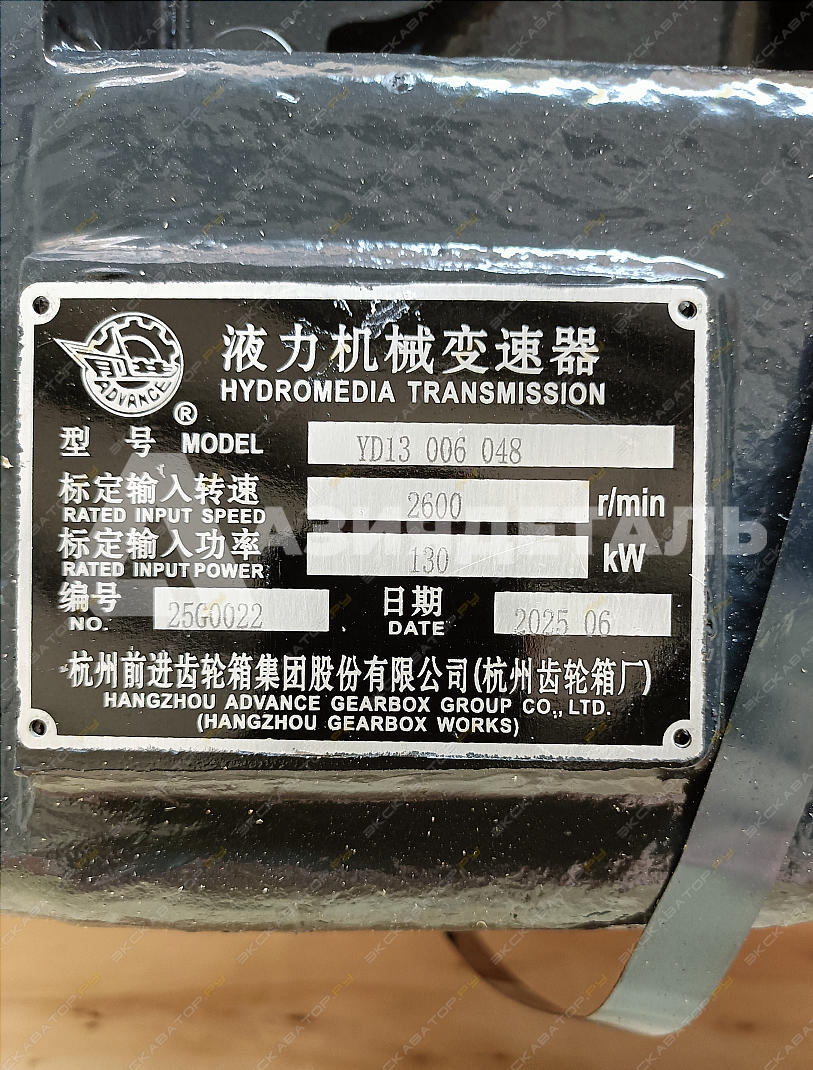 ADVANCE
®
液力机械变速器
HYDROMEDIA TRANSMISSION
型 号 MODEL YD13 006 048
标定输入转速 2600 r/min
RATED INPUT SPEED
标定输入功率 130 kW
RATED INPUT POWER
编号 25G0022 日期 2025 06
NO. DATE
杭州前进齿轮箱集团股份有限公司(杭州齿轮箱厂)
HANGZHOU ADVANCE GEARBOX GROUP CO., LTD.
(HANGZHOU GEARBOX WORKS)
АЗИЯДЕТАЛЬ
ЭКСКАВАТОР.РУ